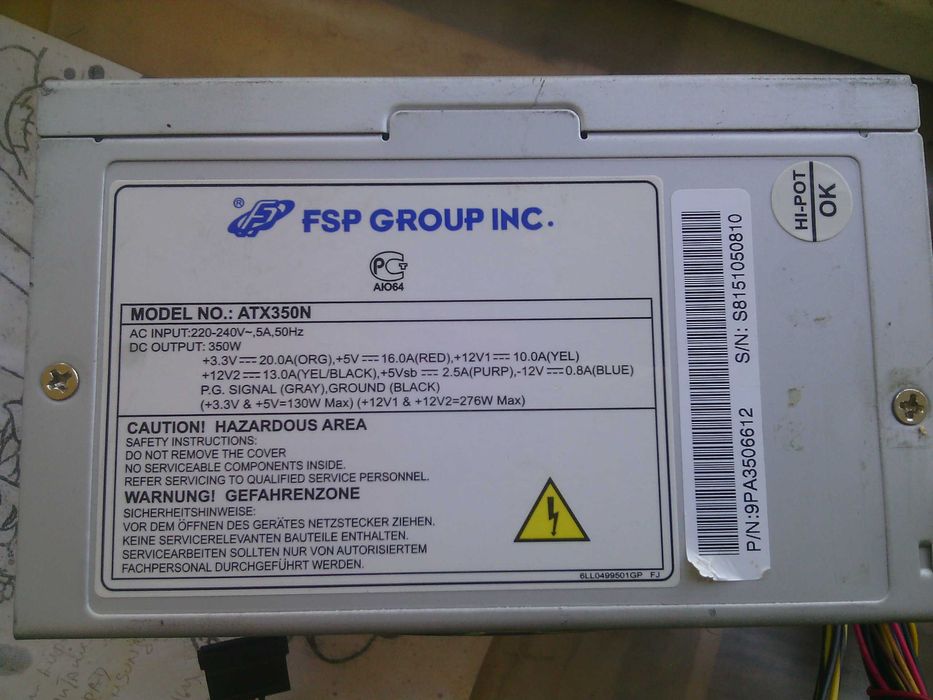 ® FSP GROUP INC.
PCT
АЮ64
MODEL NO.: ATX350N
AC INPUT:220-240V~,5A,50Hz
DC OUTPUT: 350W
+3.3V⎓20.0A(ORG),+5V⎓16.0A(RED),+12V1⎓10.0A(YEL)
+12V2⎓13.0A(YEL/BLACK),+5Vsb⎓2.5A(PURP),-12V⎓0.8A(BLUE)
P.G. SIGNAL (GRAY),GROUND (BLACK)
(+3.3V & +5V=130W Max) (+12V1 & +12V2=276W Max)
CAUTION! HAZARDOUS AREA
SAFETY INSTRUCTIONS:
DO NOT REMOVE THE COVER
NO SERVICEABLE COMPONENTS INSIDE.
REFER SERVICING TO QUALIFIED SERVICE PERSONNEL.
WARNUNG! GEFAHRENZONE
SICHERHEITSHINWEISE:
VOR DEM ÖFFNEN DES GERÄTES NETZSTECKER ZIEHEN.
KEINE SERVICERELEVANTEN BAUTEILE ENTHALTEN.
SERVICEARBEITEN SOLLTEN NUR VON AUTORISIERTEM
FACHPERSONAL DURCHGEFÜHRT WERDEN.
6LL0499501GP FJ
S/N: S8151050810
P/N:9PA3506612
HI-POT
OK